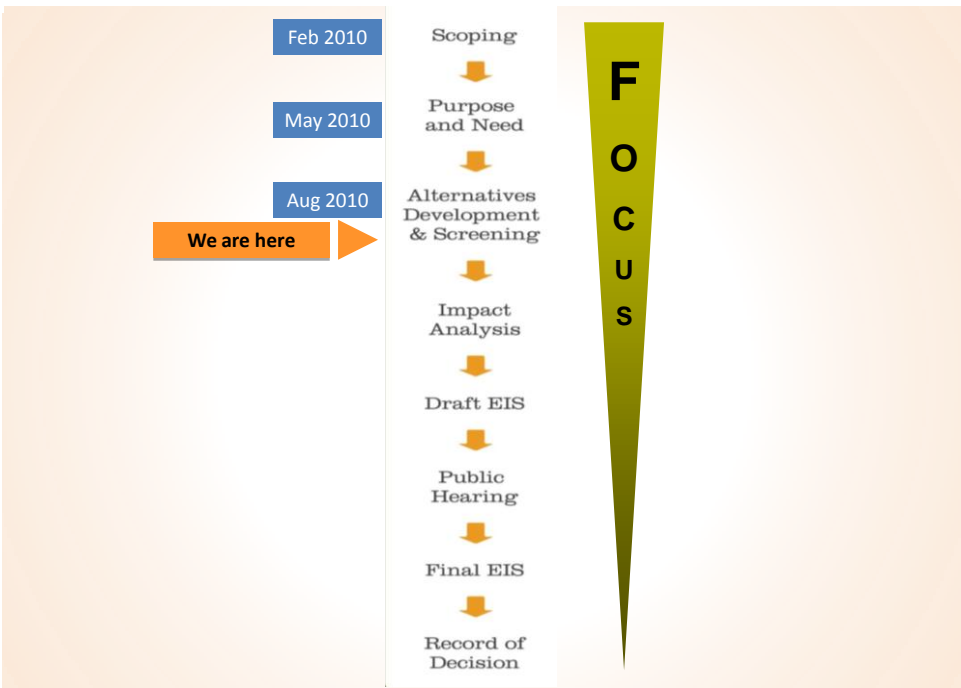 Feb 2010
Scoping
May 2010
Purpose
and Need
Aug 2010
Alternatives
Development
& Screening
We are here
Impact
Analysis
Draft EIS
Public
Hearing
Final EIS
Record of
Decision
F
O
C
U
S